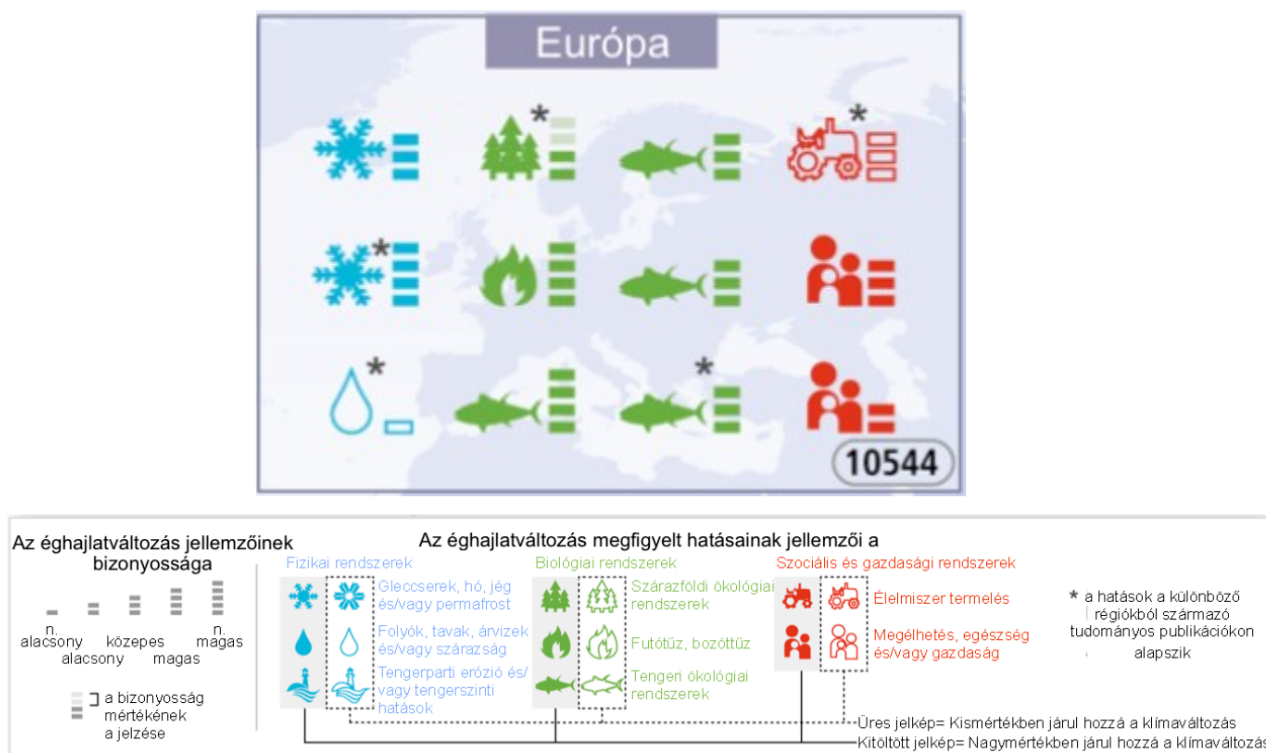 Európa
*
*
*
*
*
10544
Az éghajlatváltozás jellemzőinek
bizonyossága
n.
alacsony
alacsony
közepes
magas
n.
magas
a bizonyosság
mértékének
a jelzése
Az éghajlatváltozás megfigyelt hatásainak jellemzői a
Fizikai rendszerek
Gleccserek, hó, jég
és/vagy permafrost
Folyók, tavak, árvizek
és/vagy szárazság
Tengerparti erózió és/
vagy tengerszinti
hatások
Biológiai rendszerek
Szárazföldi ökológiai
rendszerek
Futótűz, bozóttüz
Tengeri ökológiai
rendszerek
Szociális és gazdasági rendszerek
Élelmiszer termelés
Megélhetés, egészség
és/vagy gazdaság
* a hatások a különböző
régiókból származó
tudományos publikációkon
alapszik
Üres jelkép= Kismértékben járul hozzá a klímaváltozás
Kitöltött jelkép= Nagymértékben járul hozzá a klímaváltozás